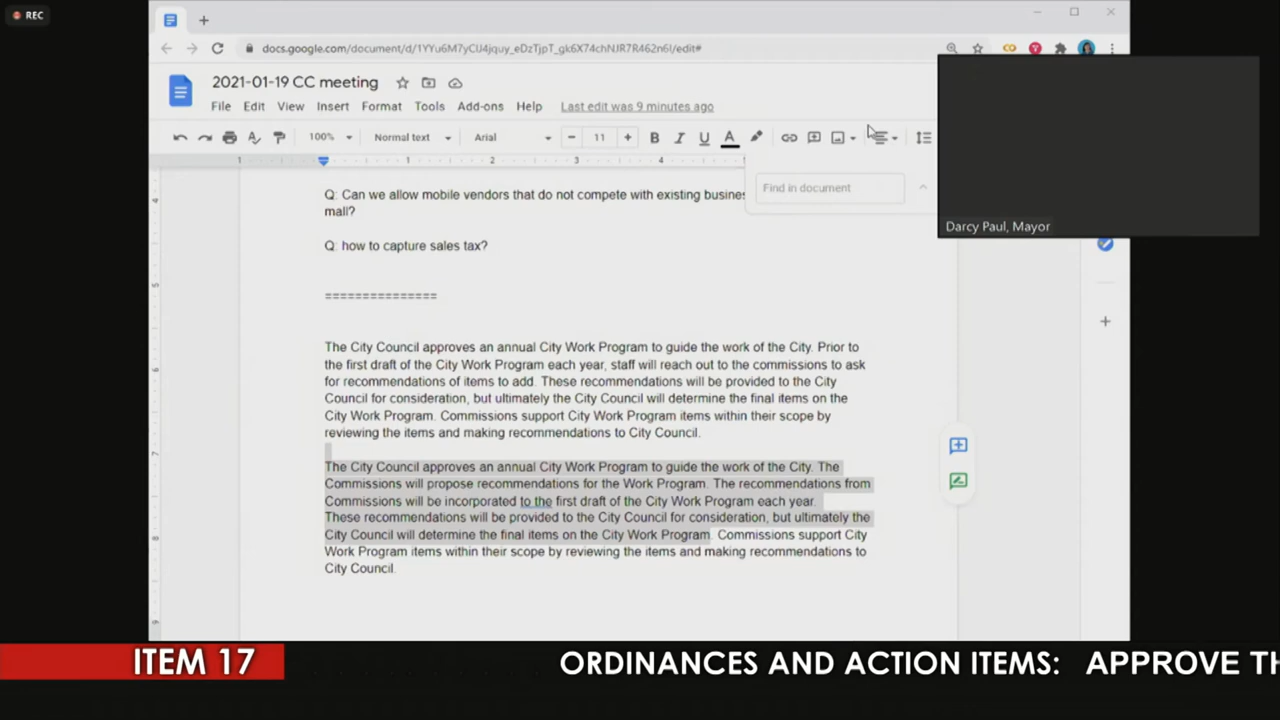 REC
docs.google.com/document/d/1YYu6M7yCIJ4jquy_eDzTjpT_gk6X74chNJR7R462n6I/edit#
2021-01-19 CC meeting
File Edit View Insert Format Tools Add-ons Help Last edit was 9 minutes ago
100% Normal text Arial 11 B I U A
1 1 2 3 4
Find in document
Darcy Paul, Mayor
Q: Can we allow mobile vendors that do not compete with existing busines
mall?
Q: how to capture sales tax?
===============
The City Council approves an annual City Work Program to guide the work of the City. Prior to
the first draft of the City Work Program each year, staff will reach out to the commissions to ask
for recommendations of items to add. These recommendations will be provided to the City
Council for consideration, but ultimately the City Council will determine the final items on the
City Work Program. Commissions support City Work Program items within their scope by
reviewing the items and making recommendations to City Council.
The City Council approves an annual City Work Program to guide the work of the City. The
Commissions will propose recommendations for the Work Program. The recommendations from
Commissions will be incorporated to the first draft of the City Work Program each year.
These recommendations will be provided to the City Council for consideration, but ultimately the
City Council will determine the final items on the City Work Program. Commissions support City
Work Program items within their scope by reviewing the items and making recommendations to
City Council.
ITEM 17 ORDINANCES AND ACTION ITEMS: APPROVE TH